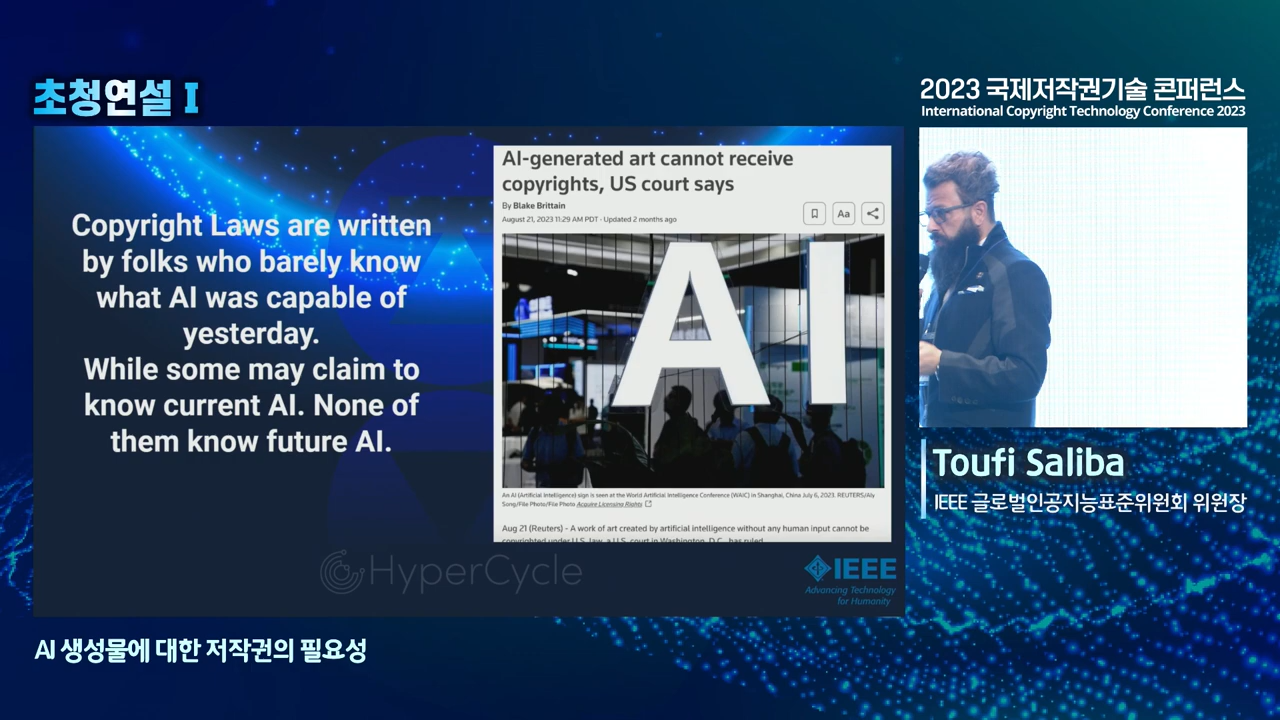 초청연설 I
2023 국제저작권기술 콘퍼런스
International Copyright Technology Conference 2023
Copyright Laws are written
by folks who barely know
what AI was capable of
yesterday.
While some may claim to
know current AI. None of
them know future AI.
AI-generated art cannot receive
copyrights, US court says
By Blake Brittain
August 21, 2023 11:29 AM PDT · Updated 2 months ago
Aa
AI
An AI (Artificial Intelligence) sign is seen at the World Artificial Intelligence Conference (WAIC) in Shanghai, China July 6, 2023. REUTERS/Aly
Song/File Photo/File Photo Acquire Licensing Rights
Aug 21 (Reuters) - A work of art created by artificial intelligence without any human input cannot be
copyrighted under U.S. law, a U.S. court in Washington, D.C., has ruled
HyperCycle
IEEE
Advancing Technology
for Humanity
Toufi Saliba
IEEE 글로벌인공지능표준위원회 위원장
AI 생성물에 대한 저작권의 필요성